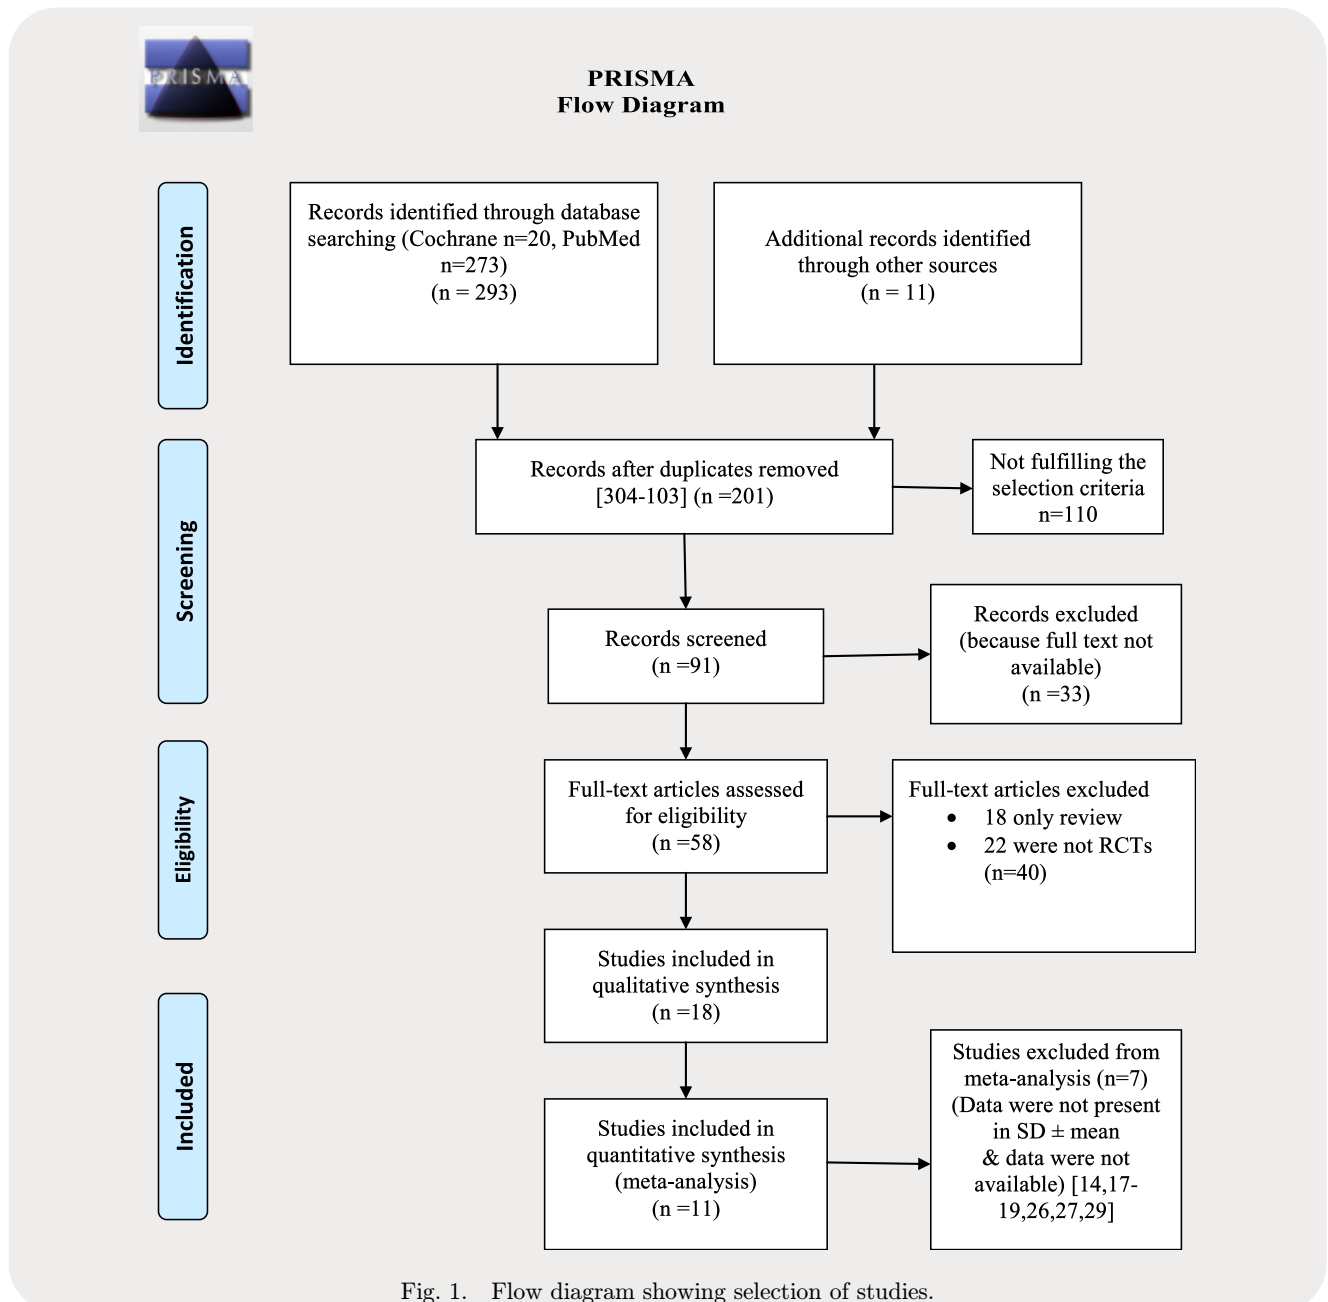 PRISMA
PRISMA
Flow Diagram
Identification
Records identified through database
searching (Cochrane n=20, PubMed
n=273)
(n = 293)
Additional records identified
through other sources
(n = 11)
Screening
Records after duplicates removed
[304-103] (n =201)
Not fulfilling the
selection criteria
n=110
Records screened
(n =91)
Records excluded
(because full text not
available)
(n =33)
Eligibility
Full-text articles assessed
for eligibility
(n =58)
Full-text articles excluded
• 18 only review
• 22 were not RCTs
(n=40)
Studies included in
qualitative synthesis
(n =18)
Included
Studies included in
quantitative synthesis
(meta-analysis)
(n =11)
Studies excluded from
meta-analysis (n=7)
(Data were not present
in SD ± mean
& data were not
available) [14,17-
19,26,27,29]
Fig. 1. Flow diagram showing selection of studies.